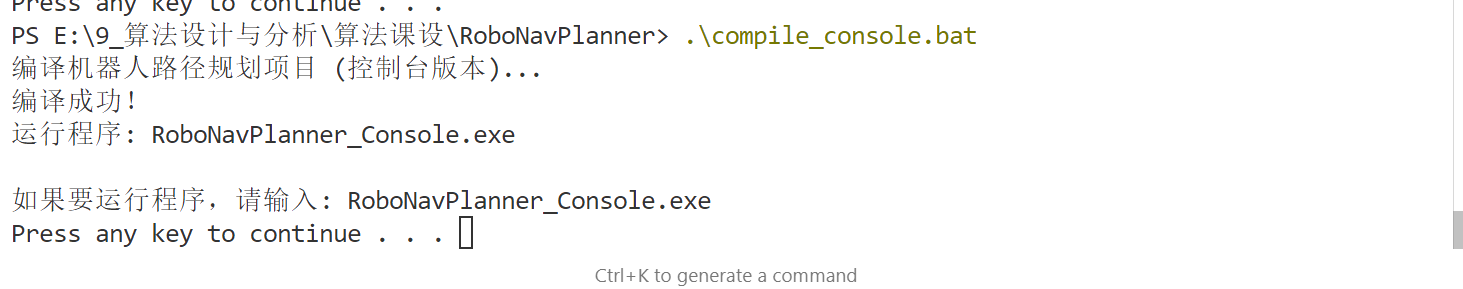 Press any key to continue . . .
PS E:\9_算法设计与分析\算法课设\RoboNavPlanner> .\compile_console.bat
编译机器人路径规划项目 (控制台版本)...
编译成功!
运行程序: RoboNavPlanner_Console.exe
如果要运行程序，请输入: RoboNavPlanner_Console.exe
Press any key to continue . . .
Ctrl+K to generate a command